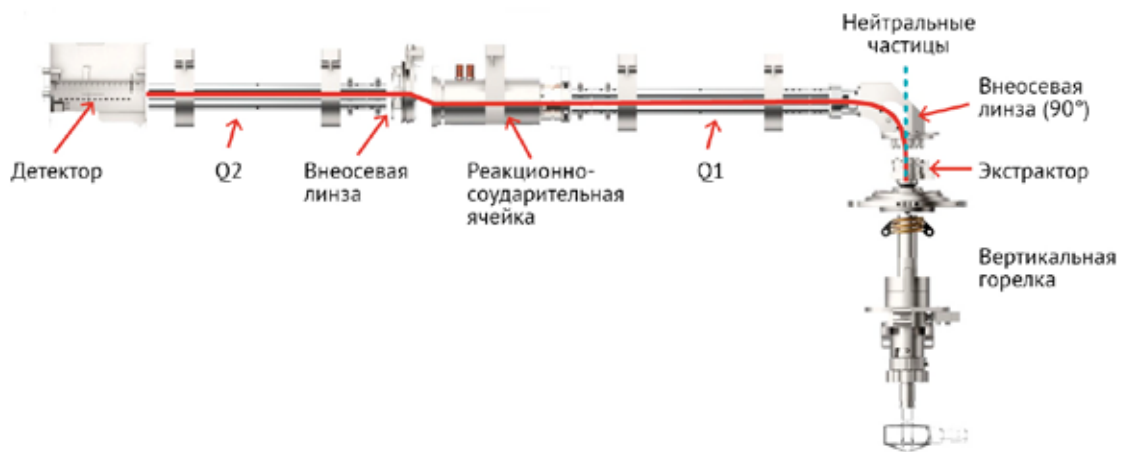 Нейтральные
частицы
Внеосевая
линза (90°)
Детектор
Q2
Внеосевая
линза
Реакционно-
соударительная
ячейка
Q1
Экстрактор
Вертикальная
горелка